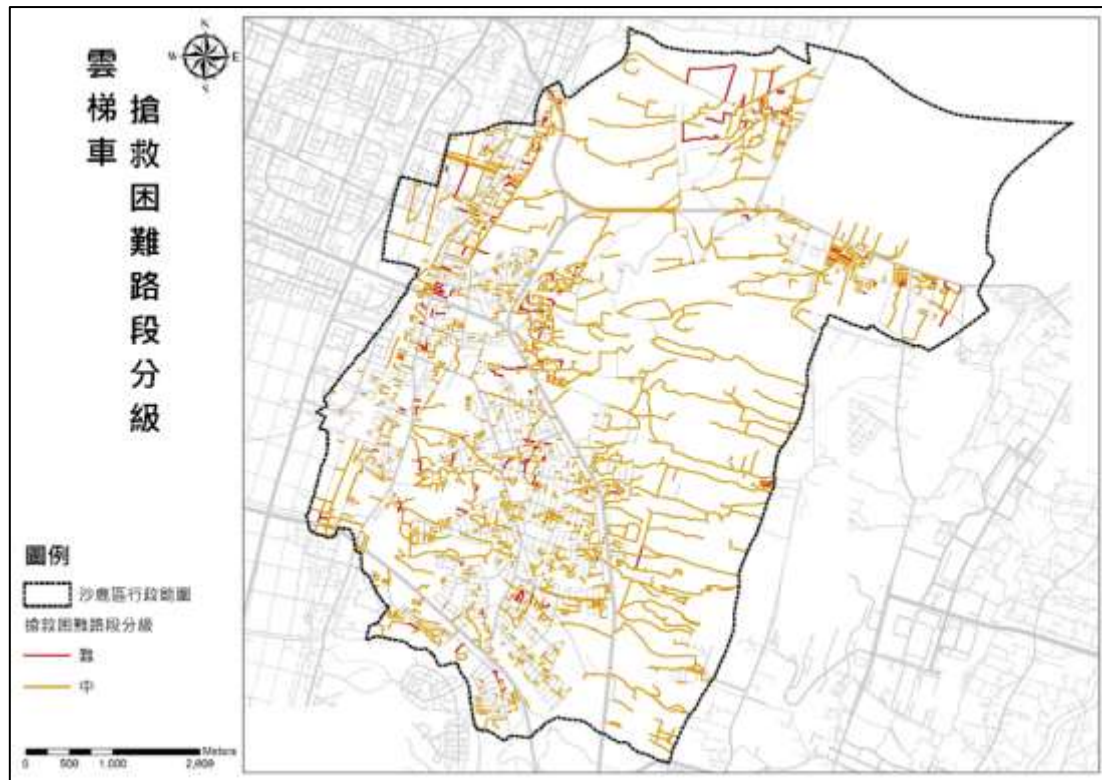 雲梯車
搶救困難路段分級
N
W E
S
圖例
沙鹿區行政範圍
搶救困難路段分級
難
中
Meters
0 500 1,000 2,000